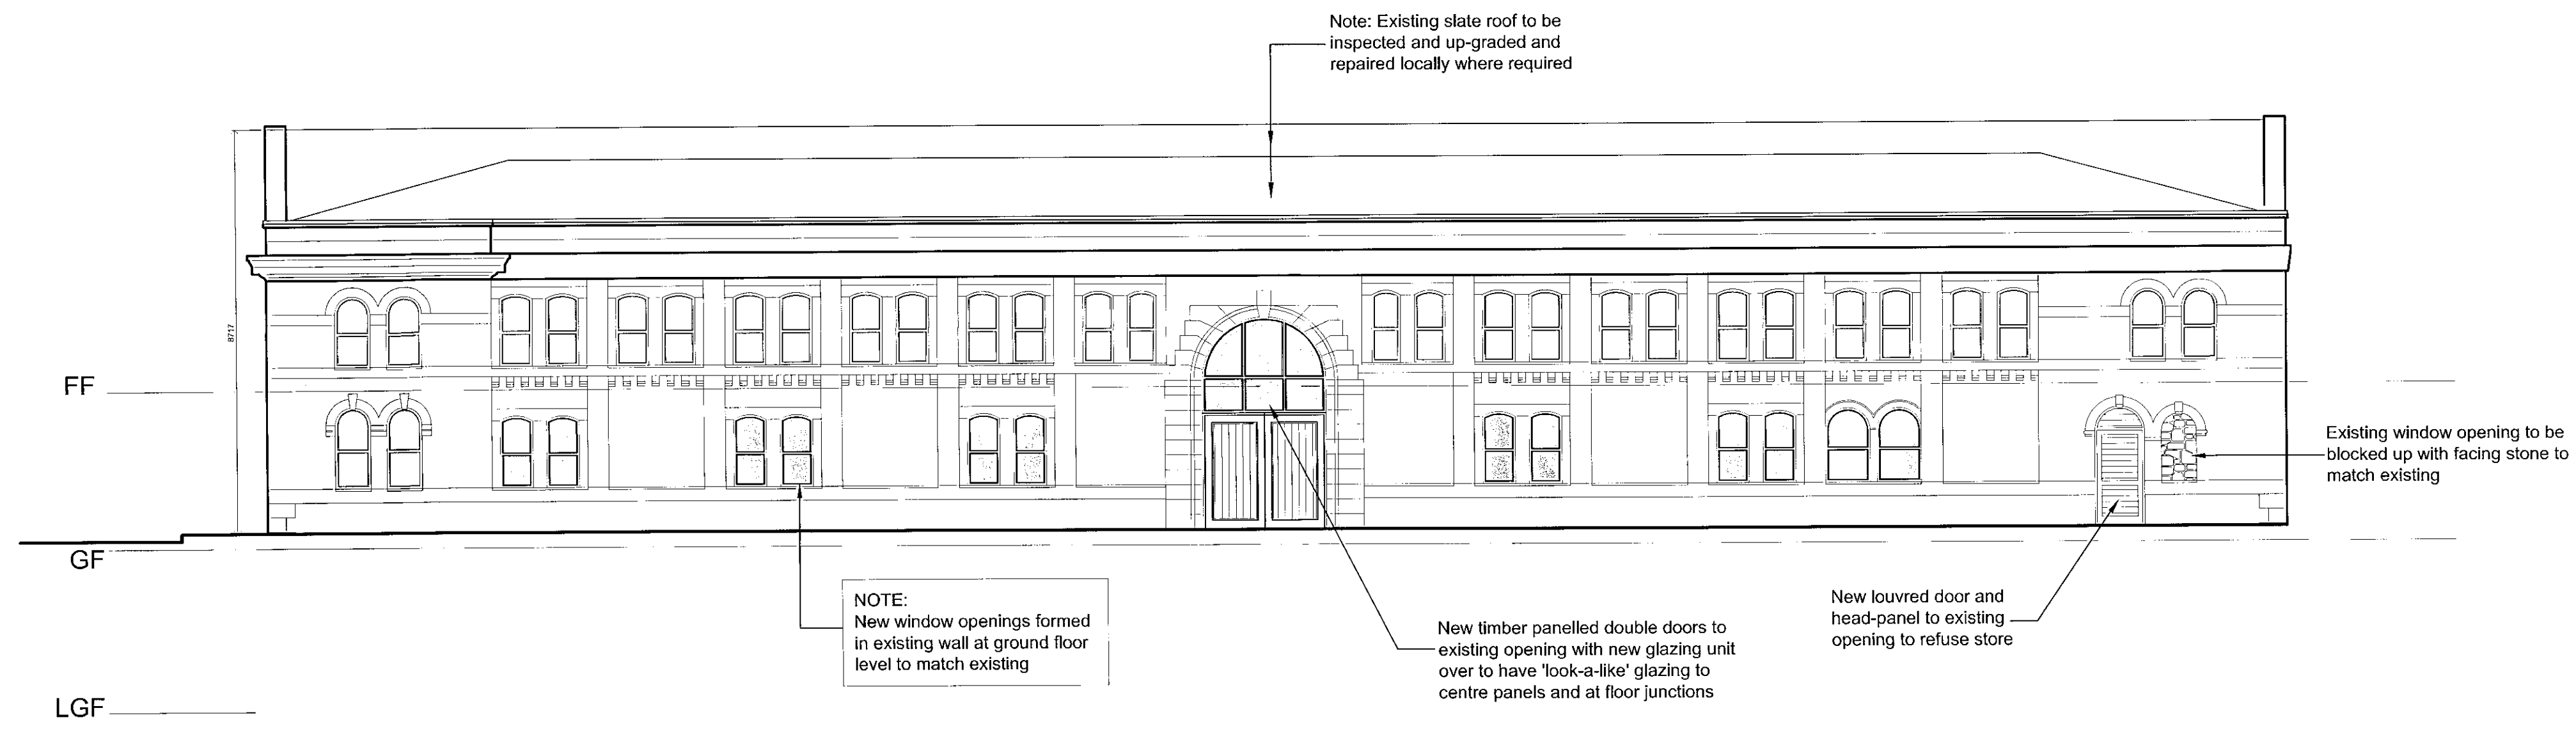 Note: Existing slate roof to be
inspected and up-graded and
repaired locally where required
8717
FF
Existing window opening to be
blocked up with facing stone to
match existing
GF
NOTE:
New window openings formed
in existing wall at ground floor
level to match existing
New timber panelled double doors to
existing opening with new glazing unit
over to have 'look-a-like' glazing to
centre panels and at floor junctions
New louvred door and
head-panel to existing
opening to refuse store
LGF